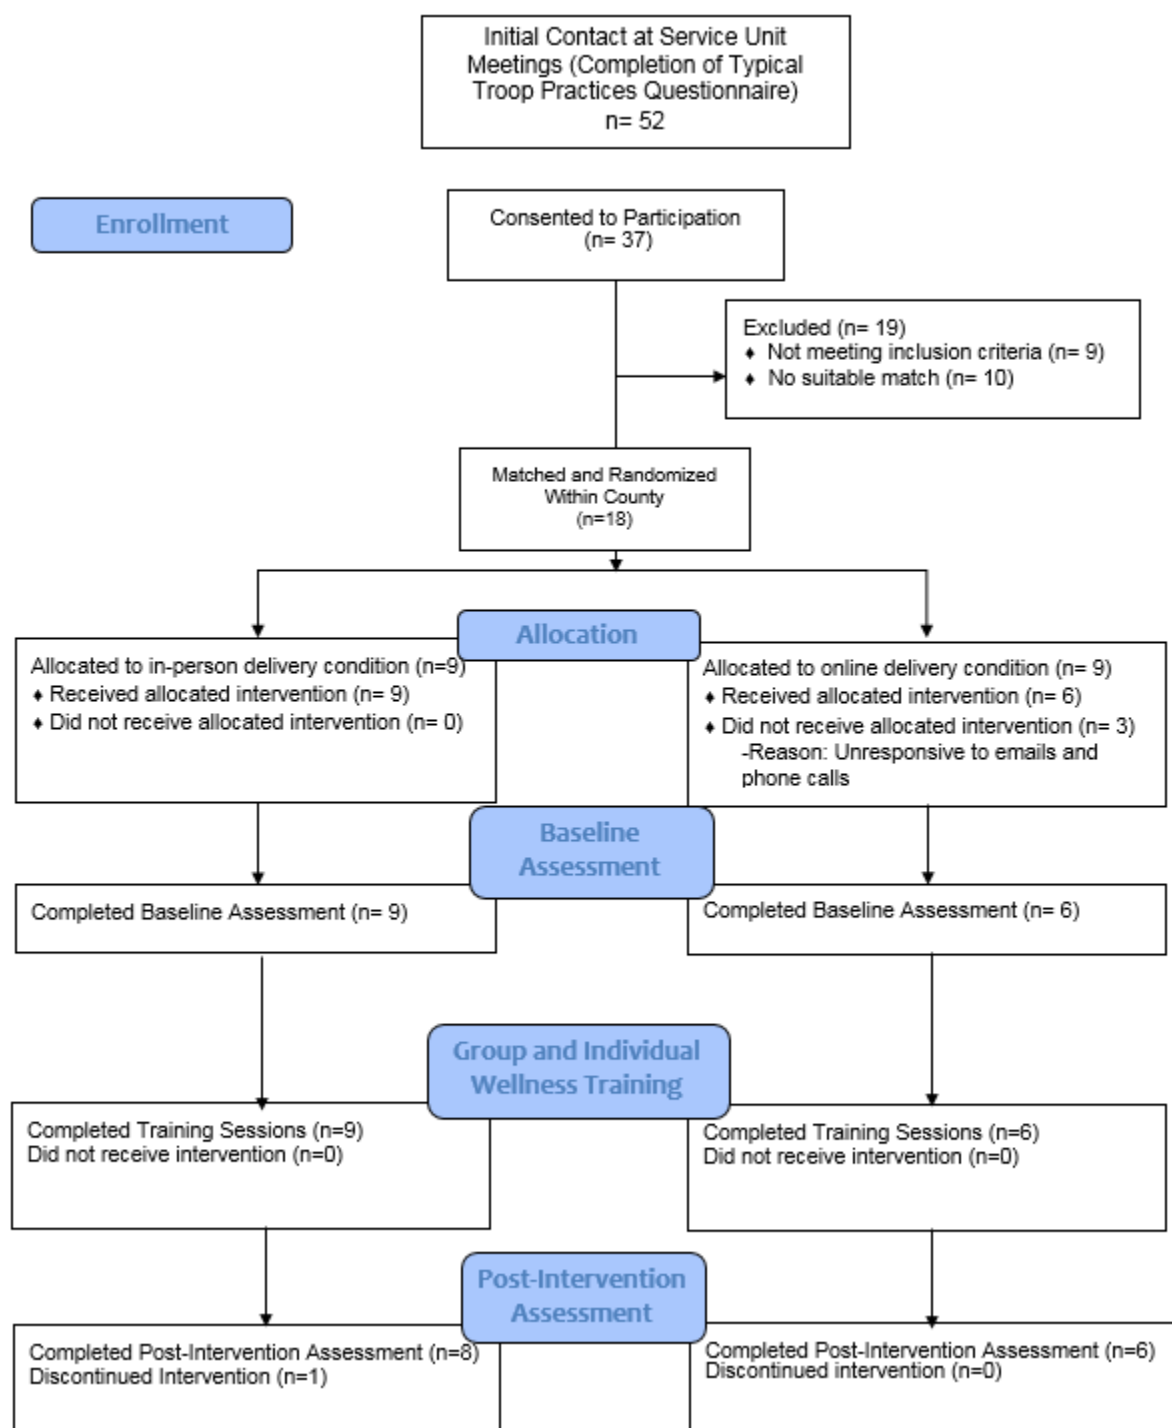 Initial Contact at Service Unit
Meetings (Completion of Typical
Troop Practices Questionnaire)
n= 52
Enrollment
Consented to Participation
(n= 37)
Excluded (n= 19)
♦ Not meeting inclusion criteria (n= 9)
♦ No suitable match (n= 10)
Matched and Randomized
Within County
(n=18)
Allocation
Allocated to in-person delivery condition (n=9)
♦ Received allocated intervention (n= 9)
♦ Did not receive allocated intervention (n= 0)
Allocated to online delivery condition (n= 9)
♦ Received allocated intervention (n= 6)
♦ Did not receive allocated intervention (n= 3)
-Reason: Unresponsive to emails and
phone calls
Baseline
Assessment
Completed Baseline Assessment (n= 9)
Completed Baseline Assessment (n= 6)
Group and Individual
Wellness Training
Completed Training Sessions (n=9)
Did not receive intervention (n=0)
Completed Training Sessions (n=6)
Did not receive intervention (n=0)
Post-Intervention
Assessment
Completed Post-Intervention Assessment (n=8)
Discontinued Intervention (n=1)
Completed Post-Intervention Assessment (n=6)
Discontinued intervention (n=0)